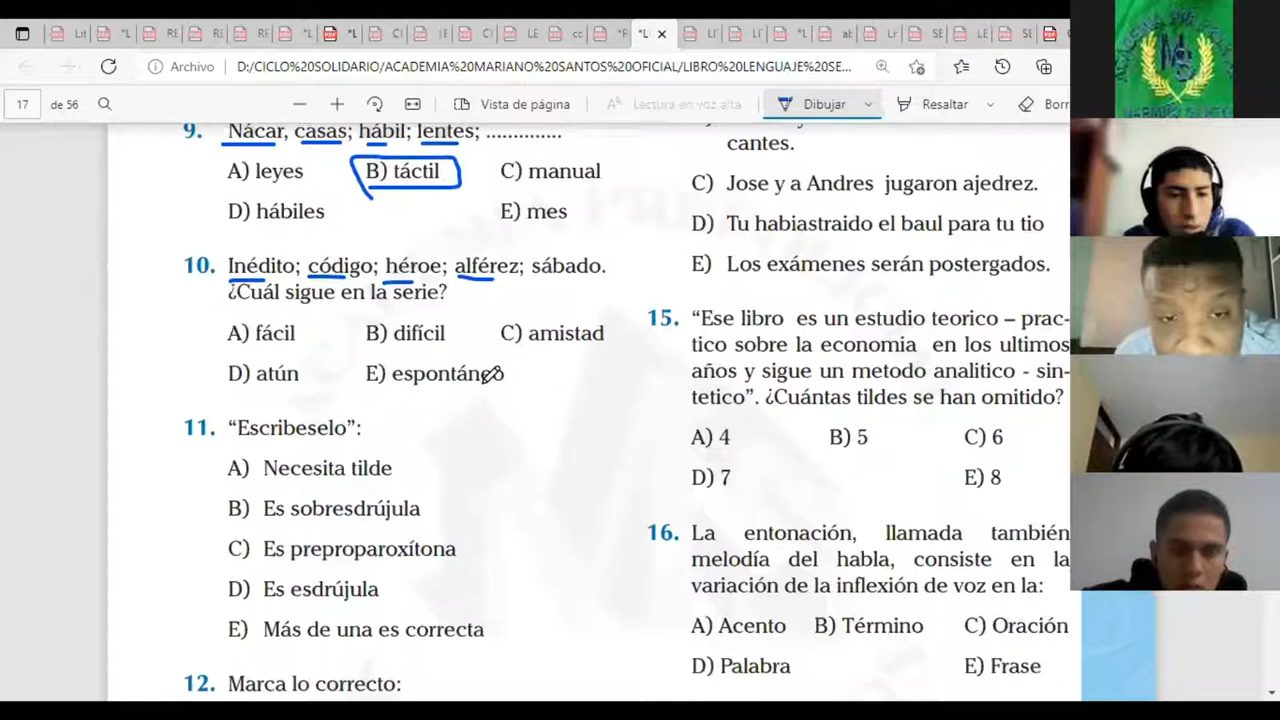 Archivo
D:/CICLO%20SOLIDARIO/ACADEMIA%20MARIANO%20SANTOS%20OFICIAL/LIBRO%20LENGUAJE%20SE...
17 de 56
Vista de página
Lectura en voz alta
Dibujar
Resaltar
Borr
9. Nácar, casas; hábil; lentes; ..............
A) leyes B) táctil C) manual
D) hábiles E) mes
10. Inédito; código; héroe; alférez; sábado.
¿Cuál sigue en la serie?
A) fácil B) difícil C) amistad
D) atún E) espontáneo
11. “Escribeselo”:
A) Necesita tilde
B) Es sobresdrújula
C) Es preproparoxítona
D) Es esdrújula
E) Más de una es correcta
12. Marca lo correcto:
cantes.
C) Jose y a Andres jugaron ajedrez.
D) Tu habiastraido el baul para tu tio
E) Los exámenes serán postergados.
15. “Ese libro es un estudio teorico – prac-
tico sobre la economia en los ultimos
años y sigue un metodo analitico - sin-
tetico”. ¿Cuántas tildes se han omitido?
A) 4 B) 5 C) 6
D) 7 E) 8
16. La entonación, llamada también
melodía del habla, consiste en la
variación de la inflexión de voz en la:
A) Acento B) Término C) Oración
D) Palabra E) Frase